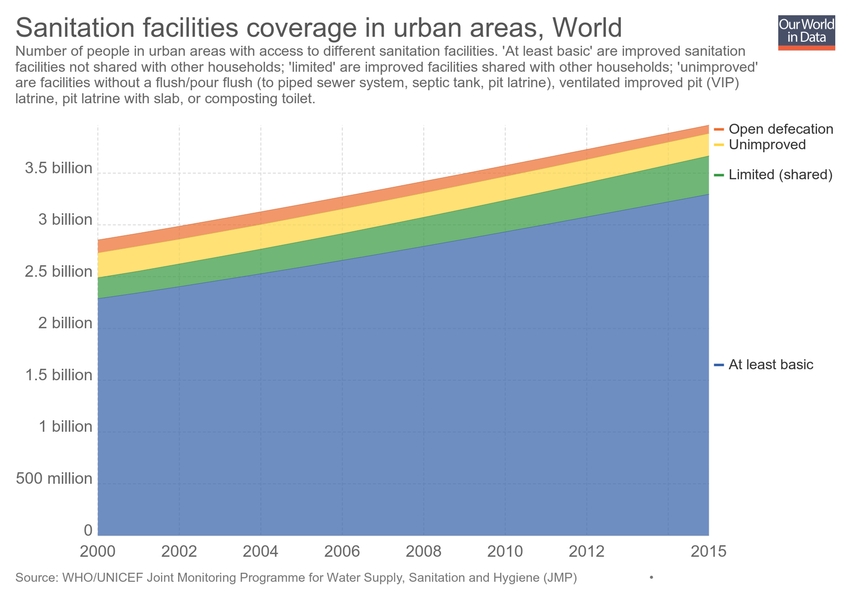 Sanitation facilities coverage in urban areas, World
Our World
in Data
Number of people in urban areas with access to different sanitation facilities. 'At least basic' are improved sanitation
facilities not shared with other households; 'limited' are improved facilities shared with other households; 'unimproved'
are facilities without a flush/pour flush (to piped sewer system, septic tank, pit latrine), ventilated improved pit (VIP)
latrine, pit latrine with slab, or composting toilet.
Open defecation
Unimproved
Limited (shared)
At least basic
3.5 billion
3 billion
2.5 billion
2 billion
1.5 billion
1 billion
500 million
0
2000 2002 2004 2006 2008 2010 2012 2015
Source: WHO/UNICEF Joint Monitoring Programme for Water Supply, Sanitation and Hygiene (JMP) •